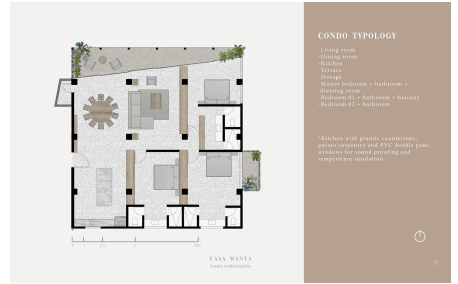 CONDO TYPOLOGY
-Living room
-Dining room
-Kitchen
-Terrace
-Storage
-Master bedroom + bathroom +
dressing room
-Bedroom 01 + bathroom + balcony
-Bedroom 02 + bathroom
*Kitchen with granite countertops,
parota carpentry and PVC double pane
windows for sound proofing and
temperature insulation.
CASA MANTA
17